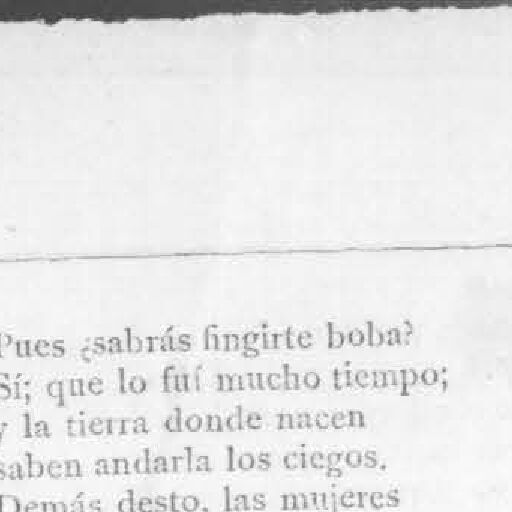 Pues ¿sabrás fingirte boba?
Sí; que lo fuí mucho tiempo;
y la tierra donde nacen
saben andarla los ciegos.
Demás desto, las mujeres